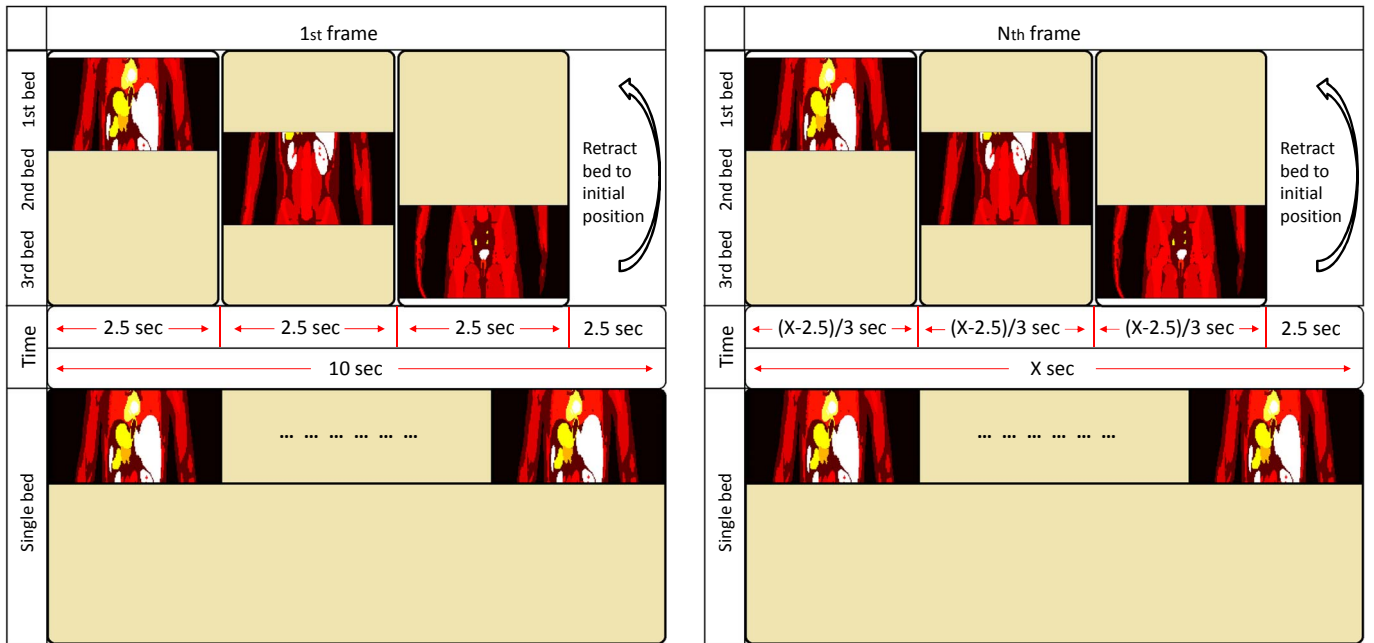 1st frame
1st bed
2nd bed
3rd bed
Retract
bed to
initial
position
Time
2.5 sec
2.5 sec
2.5 sec
2.5 sec
10 sec
Single bed
... ... ... ... ... ...
Nth frame
1st bed
2nd bed
3rd bed
Retract
bed to
initial
position
Time
(X-2.5)/3 sec
(X-2.5)/3 sec
(X-2.5)/3 sec
2.5 sec
X sec
Single bed
... ... ... ... ... ...